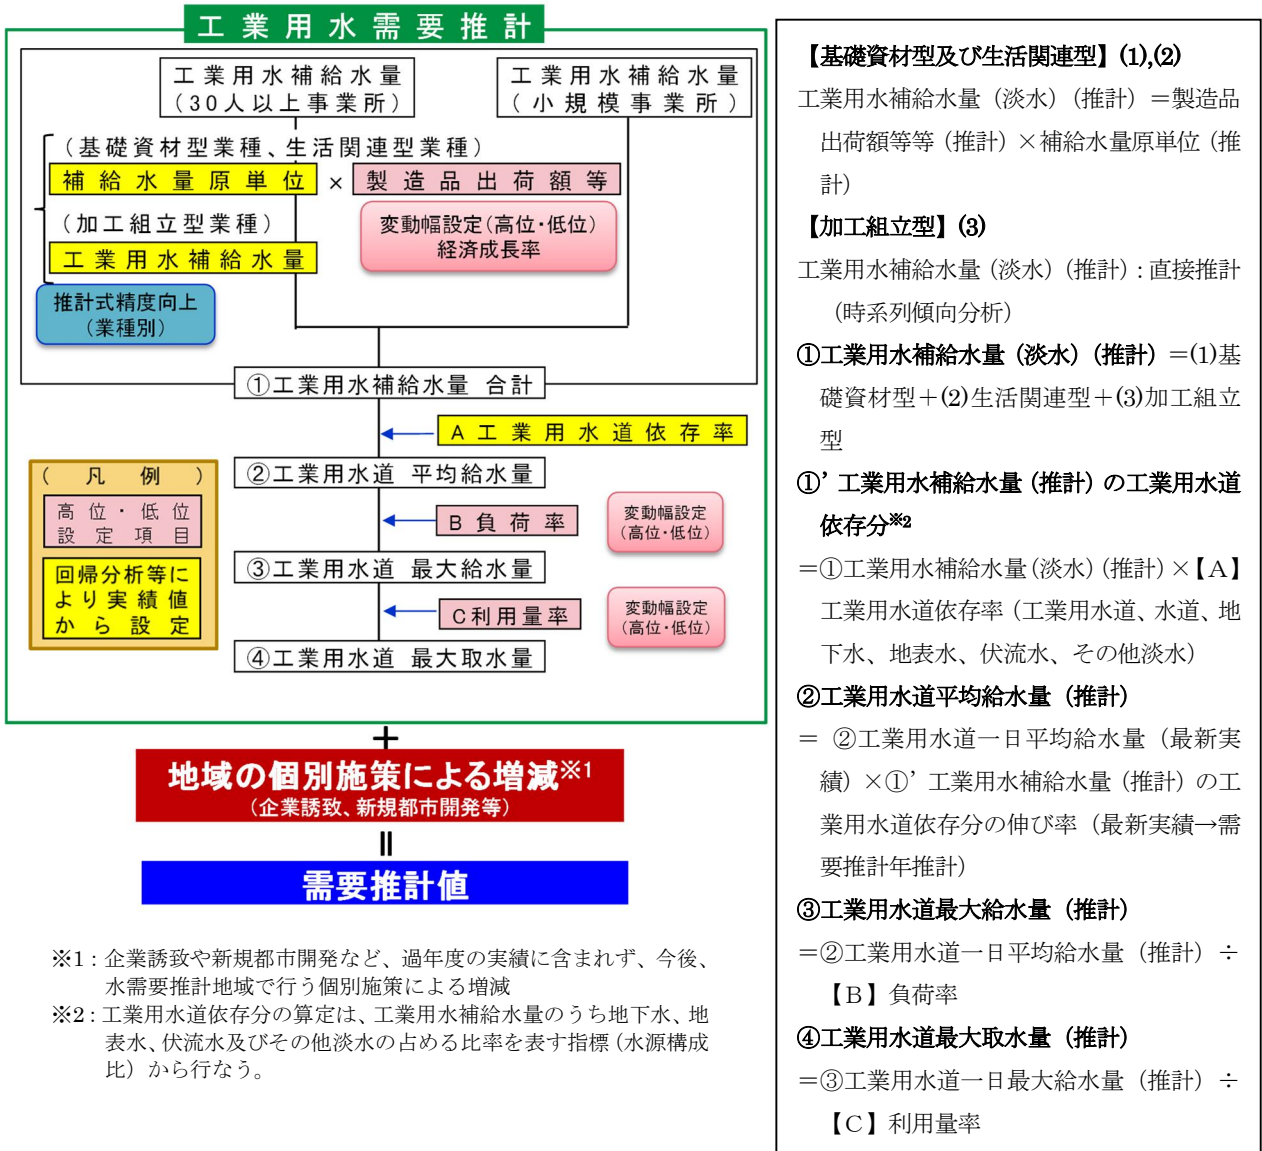 工業用水需要推計
工業用水補給水量
（30人以上事業所）
工業用水補給水量
（小規模事業所）
（基礎資材型業種、生活関連型業種）
補給水量原単位 × 製造品出荷額等
（加工組立型業種）
工業用水補給水量
変動幅設定（高位・低位）
経済成長率
推計式精度向上
（業種別）
①工業用水補給水量 合計
A工業用水道依存率
②工業用水道 平均給水量
B負荷率
変動幅設定
（高位・低位）
③工業用水道 最大給水量
C利用量率
変動幅設定
（高位・低位）
④工業用水道 最大取水量
（凡例）
高位・低位
設定項目
回帰分析等に
より実績値
から設定
＋
地域の個別施策による増減※1
（企業誘致、新規都市開発等）
＝
需要推計値
※1：企業誘致や新規都市開発など、過年度の実績に含まれず、今後、
水需要推計地域で行う個別施策による増減
※2：工業用水道依存分の算定は、工業用水補給水量のうち地下水、地
表水、伏流水及びその他淡水の占める比率を表す指標（水源構成
比）から行なう。
【基礎資材型及び生活関連型】(1),(2)
工業用水補給水量（淡水）（推計）＝製造品
出荷額等等（推計）×補給水量原単位（推
計）
【加工組立型】(3)
工業用水補給水量（淡水）（推計）：直接推計
（時系列傾向分析）
①工業用水補給水量（淡水）（推計）＝(1)基
礎資材型＋(2)生活関連型＋(3)加工組立
型
①’工業用水補給水量（推計）の工業用水道
依存分※2
＝①工業用水補給水量（淡水）（推計）×【A】
工業用水道依存率（工業用水道、水道、地
下水、地表水、伏流水、その他淡水）
②工業用水道平均給水量（推計）
＝ ②工業用水道一日平均給水量（最新実
績）×①’工業用水補給水量（推計）の工
業用水道依存分の伸び率（最新実績→需
要推計年推計）
③工業用水道最大給水量（推計）
＝②工業用水道一日平均給水量（推計）÷
【B】負荷率
④工業用水道最大取水量（推計）
＝③工業用水道一日最大給水量（推計）÷
【C】利用量率